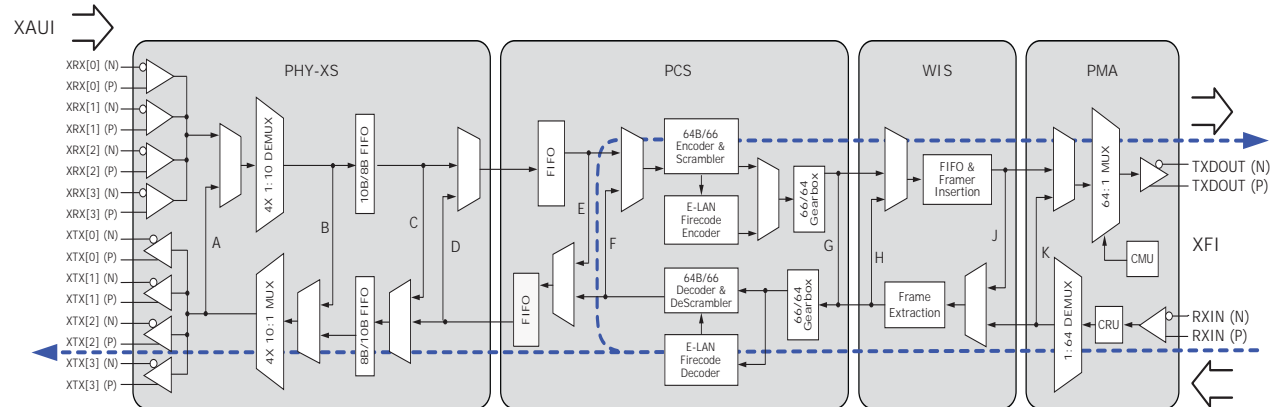 XAUI
PHY-XS
PCS
WIS
PMA
XRX[0] (N)
XRX[0] (P)
XRX[1] (N)
XRX[1] (P)
XRX[2] (N)
XRX[2] (P)
XRX[3] (N)
XRX[3] (P)
XTX[0] (N)
XTX[0] (P)
XTX[1] (N)
XTX[1] (P)
XTX[2] (N)
XTX[2] (P)
XTX[3] (N)
XTX[3] (P)
A
4X 1:10 DEMUX
4X 10:1 MUX
B
10B/8B FIFO
8B/10B FIFO
C
D
FIFO
FIFO
E
F
64B/66
Encoder &
Scrambler
E-LAN
Firecode
Encoder
66/64
Gearbox
64B/66
Decoder &
DeScrambler
E-LAN
Firecode
Decoder
66/64
Gearbox
G
H
FIFO &
Framer
Insertion
Frame
Extraction
J
K
64:1 MUX
CMU
1:64 DEMUX
CRU
TXDOUT (N)
TXDOUT (P)
XFI
RXIN (N)
RXIN (P)